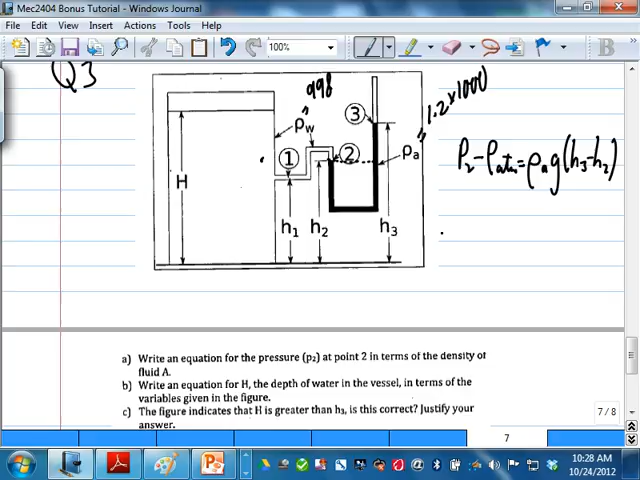 Mec2404 Bonus Tutorial - Windows Journal
File Edit View Insert Actions Tools Help
100%
B
Q3
998
"
ρw
③
1.2×1000
"
①
②
ρa
P2-Patm=ρag(h3-h2)
H
h1
h2
h3
a) Write an equation for the pressure (p2) at point 2 in terms of the density of
fluid A.
b) Write an equation for H, the depth of water in the vessel, in terms of the
variables given in the figure.
c) The figure indicates that H is greater than h3, is this correct? Justify your
answer.
7 / 8
7
10:28 AM
10/24/2012